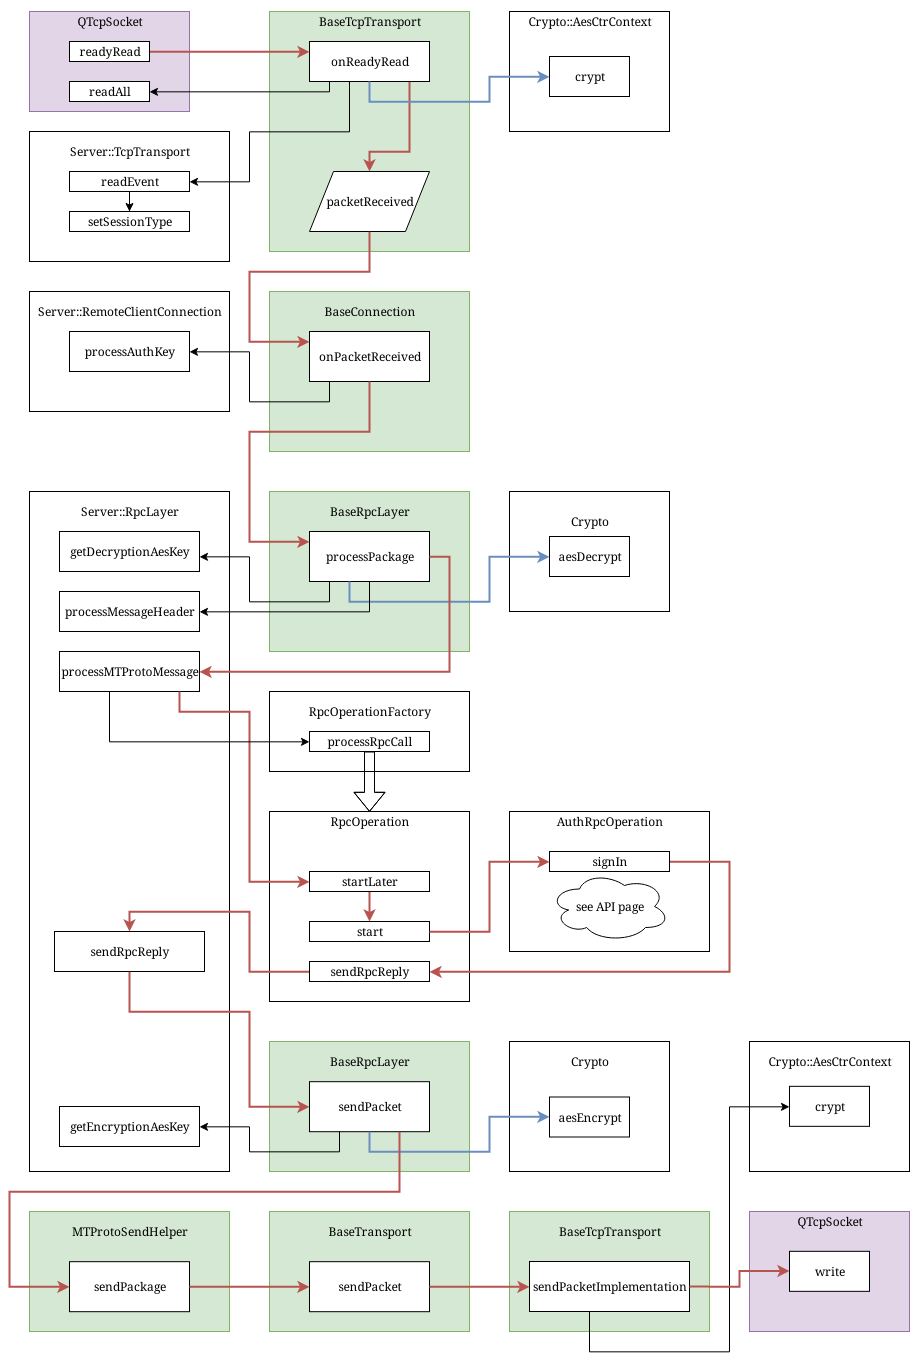 QTcpSocket
readyRead
readAll
BaseTcpTransport
onReadyRead
packetReceived
Crypto::AesCtrContext
crypt
Server::TcpTransport
readEvent
setSessionType
Server::RemoteClientConnection
processAuthKey
BaseConnection
onPacketReceived
Server::RpcLayer
getDecryptionAesKey
processMessageHeader
processMTProtoMessage
BaseRpcLayer
processPackage
Crypto
aesDecrypt
RpcOperationFactory
processRpcCall
RpcOperation
startLater
start
sendRpcReply
AuthRpcOperation
signIn
see API page
sendRpcReply
getEncryptionAesKey
BaseRpcLayer
sendPacket
Crypto
aesEncrypt
Crypto::AesCtrContext
crypt
MTProtoSendHelper
sendPackage
BaseTransport
sendPacket
BaseTcpTransport
sendPacketImplementation
QTcpSocket
write